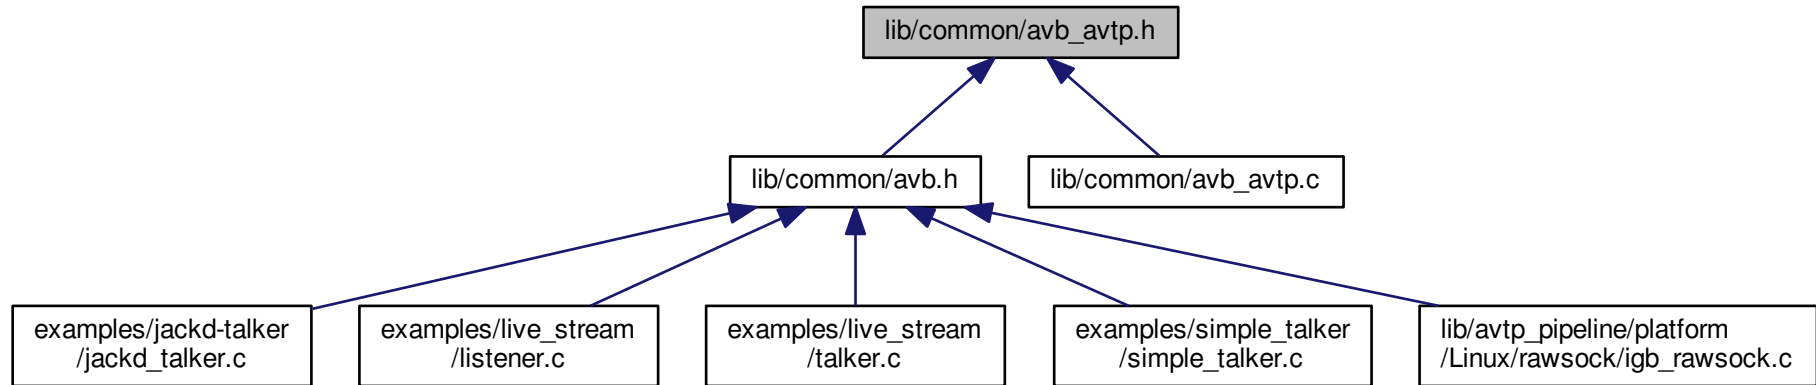 lib/common/avb_avtp.h
lib/common/avb.h
lib/common/avb_avtp.c
examples/jackd-talker
/jackd_talker.c
examples/live_stream
/listener.c
examples/live_stream
/talker.c
examples/simple_talker
/simple_talker.c
lib/avtp_pipeline/platform
/Linux/rawsock/igb_rawsock.c